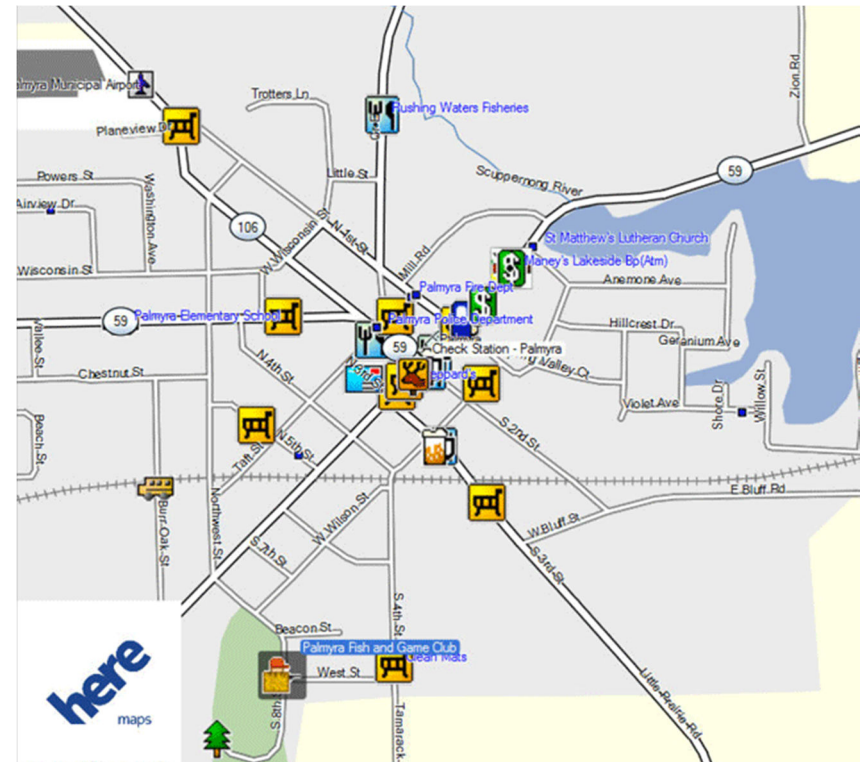 Palmyra Municipal Airport
Planeview Dr
Trotters Ln
Rushing Waters Fisheries
Zion Rd
Powers St
Washington Ave
Little St
Scuppernong River
59
Airview Dr
106
W.Wisconsin St
N.1st St
Mill Rd
St Matthew's Lutheran Church
Maney's Lakeside Bp(Atm)
Wisconsin St
Palmyra Fire Dept
Anemone Ave
59
Palmyra Elementary School
Palmyra Police Department
Hillcrest Dr
Geranium Ave
59
Check Station - Palmyra
N.4th St
N.3rd St
Valley Ct
Chestnut St
Violet Ave
Shore Dr
Willow St
Beach St
Taft St
N.5th St
S.2nd St
Burr Oak St
Northwest St
W.Wilson St
E Bluff Rd
W.Bluff St
S.7th St
S.3rd St
S.4th St
Beacon St
Palmyra Fish and Game Club
Clean Mats
West St
S.8th St
Tamarack
Little Prairie Rd
here
maps